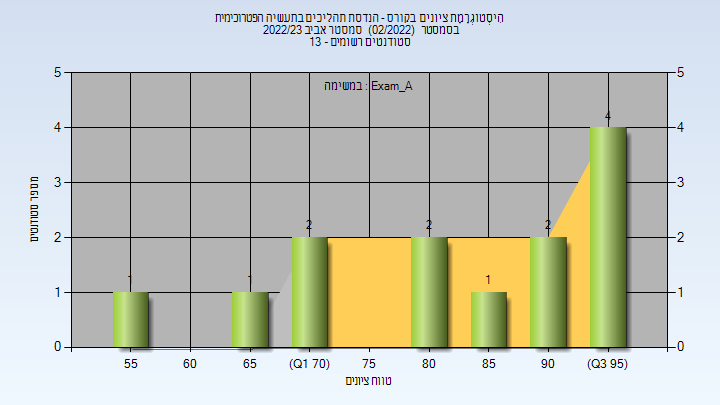 הִיסְטוֹגְרָמַת ציונים בקורס - הנדסת תהליכים בתעשיה הפטרוכימית
בסמסטר (02/2022) סמסטר אביב 2022/23
סטודנטים רשומים - 13
במשימה : Exam_A
מספר סטודנטים
5 5
4 4
3 3
2 2
1 1
0 0
1 1 2 2 1 2 4
55 60 65 (Q1 70) 75 80 85 90 (Q3 95)
טווח ציונים